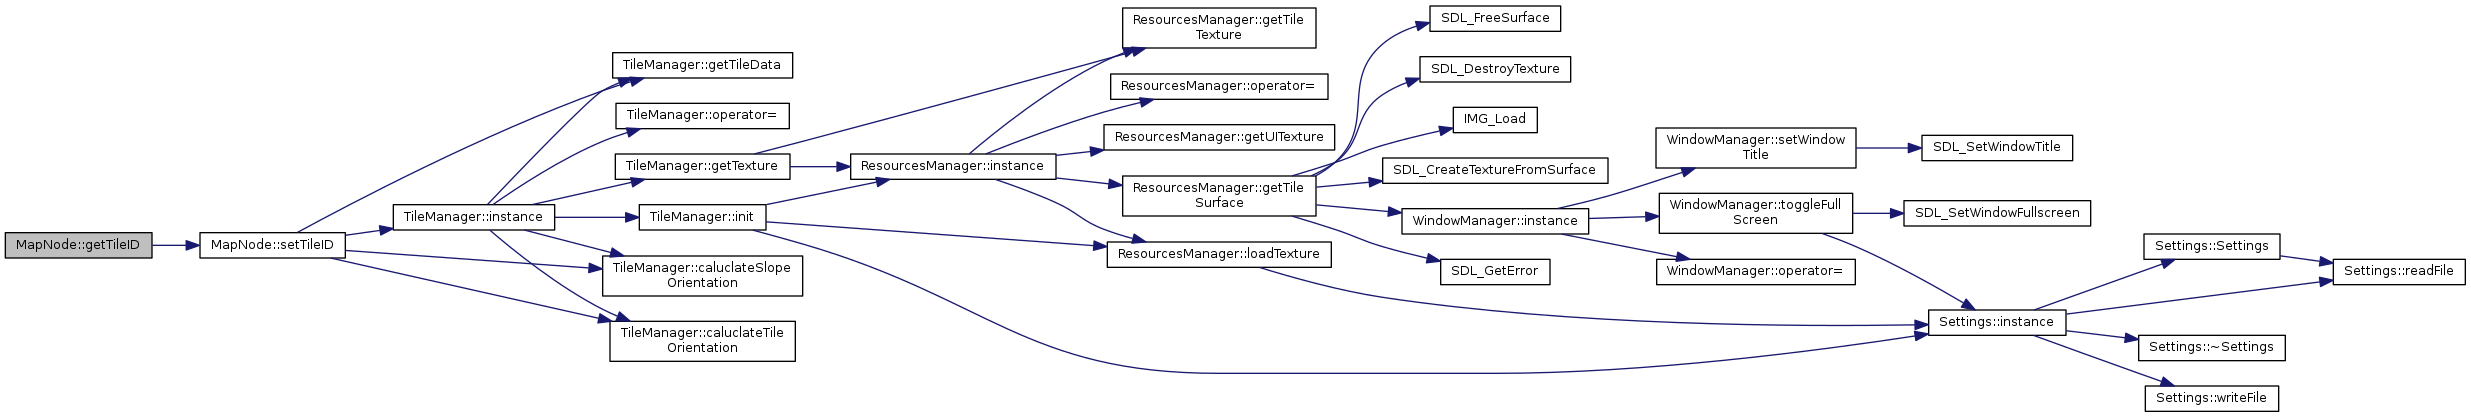 MapNode::getTileID
MapNode::setTileID
TileManager::getTileData
TileManager::operator=
TileManager::getTexture
TileManager::instance
TileManager::init
TileManager::caluclateSlope
Orientation
TileManager::caluclateTile
Orientation
ResourcesManager::instance
ResourcesManager::getTile
Texture
ResourcesManager::operator=
ResourcesManager::getUITexture
ResourcesManager::getTile
Surface
ResourcesManager::loadTexture
SDL_FreeSurface
SDL_DestroyTexture
IMG_Load
SDL_CreateTextureFromSurface
WindowManager::instance
SDL_GetError
WindowManager::setWindow
Title
WindowManager::toggleFull
Screen
WindowManager::operator=
SDL_SetWindowTitle
SDL_SetWindowFullscreen
Settings::instance
Settings::Settings
Settings::readFile
Settings::~Settings
Settings::writeFile